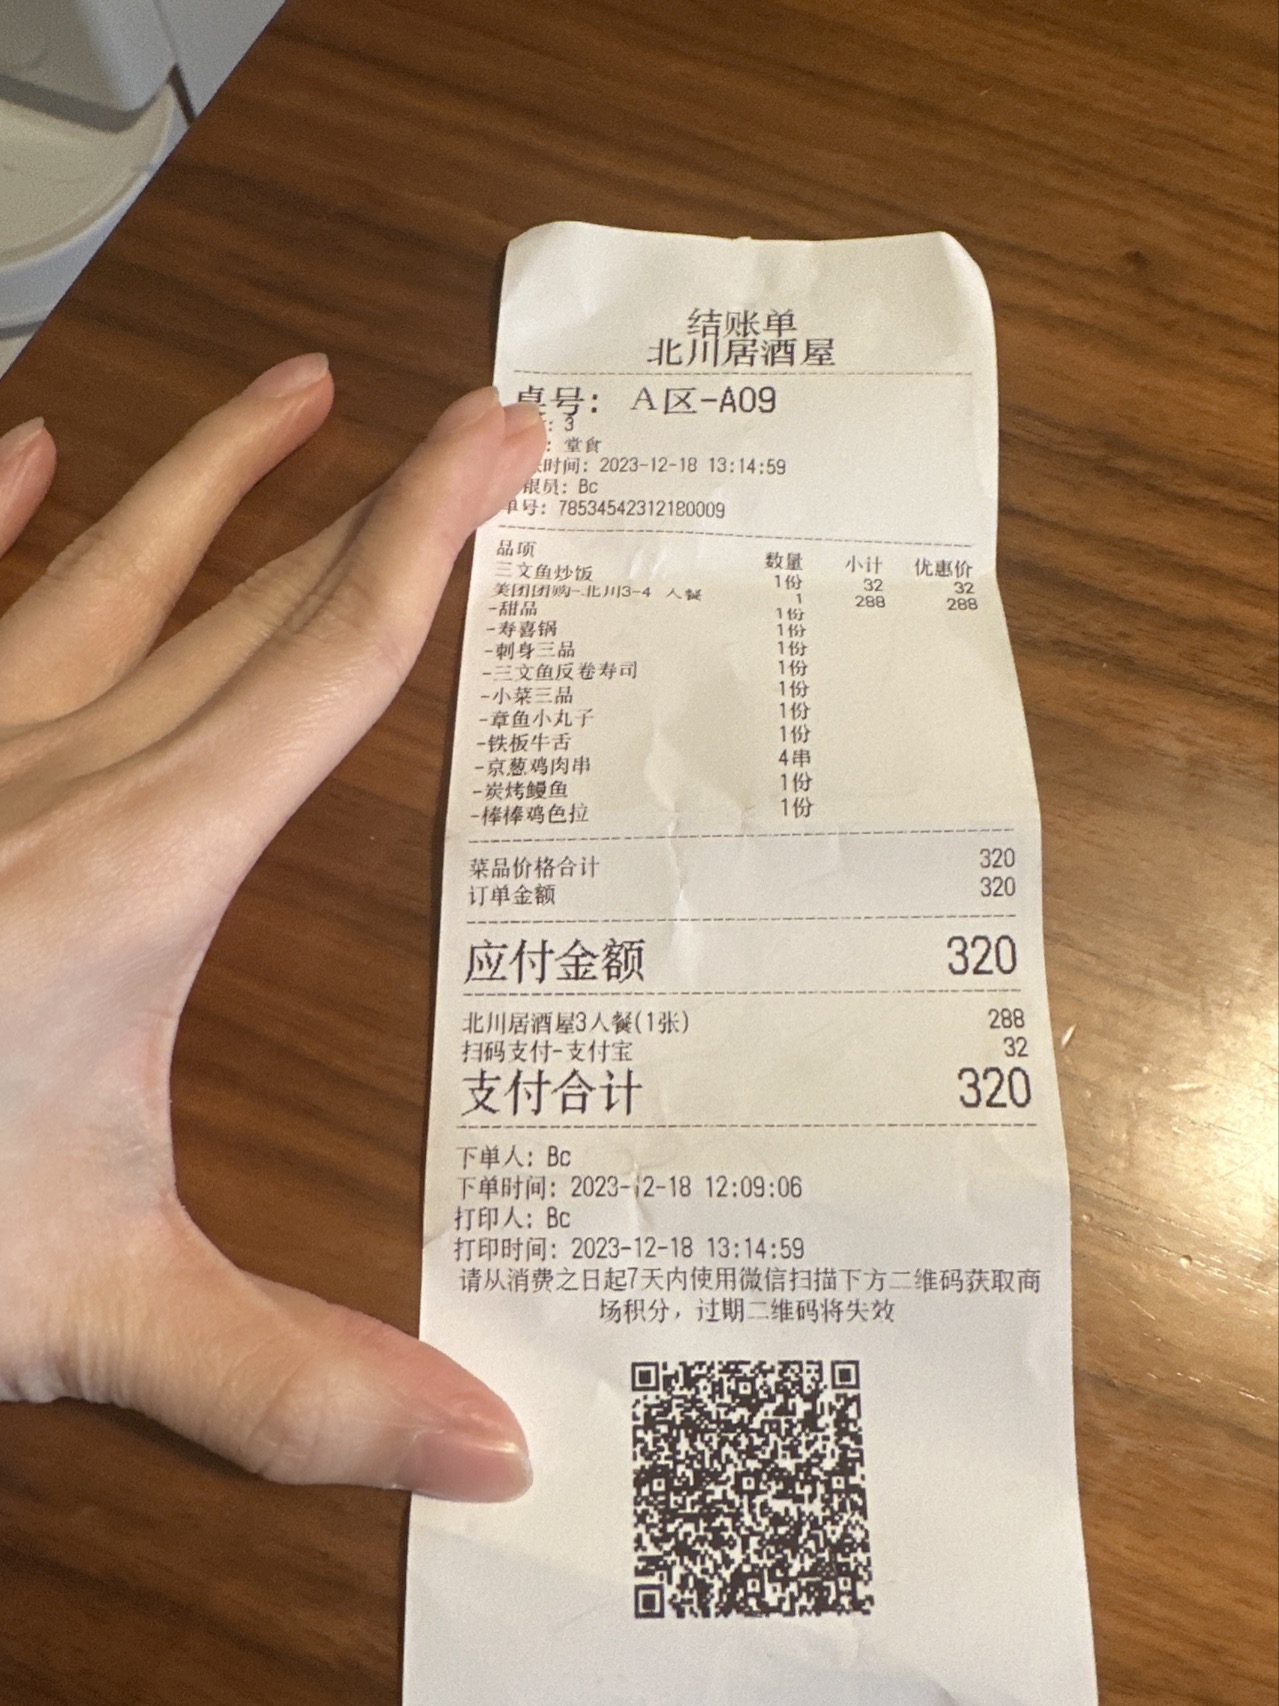 结账单
北川居酒屋
桌号: A区-A09
: 3
: 堂食
时间: 2023-12-18 13:14:59
银员: Bc
单号: 78534542312180009
品项 数量 小计 优惠价
三文鱼炒饭 1份 32 32
美团团购-北川3-4 人餐 1 288 288
-甜品 1份
-寿喜锅 1份
-刺身三品 1份
-三文鱼反卷寿司 1份
-小菜三品 1份
-章鱼小丸子 1份
-铁板牛舌 1份
-京葱鸡肉串 4串
-炭烤鳗鱼 1份
-棒棒鸡色拉 1份
菜品价格合计 320
订单金额 320
应付金额 320
北川居酒屋3人餐(1张) 288
扫码支付-支付宝 32
支付合计 320
下单人: Bc
下单时间: 2023-12-18 12:09:06
打印人: Bc
打印时间: 2023-12-18 13:14:59
请从消费之日起7天内使用微信扫描下方二维码获取商
场积分，过期二维码将失效